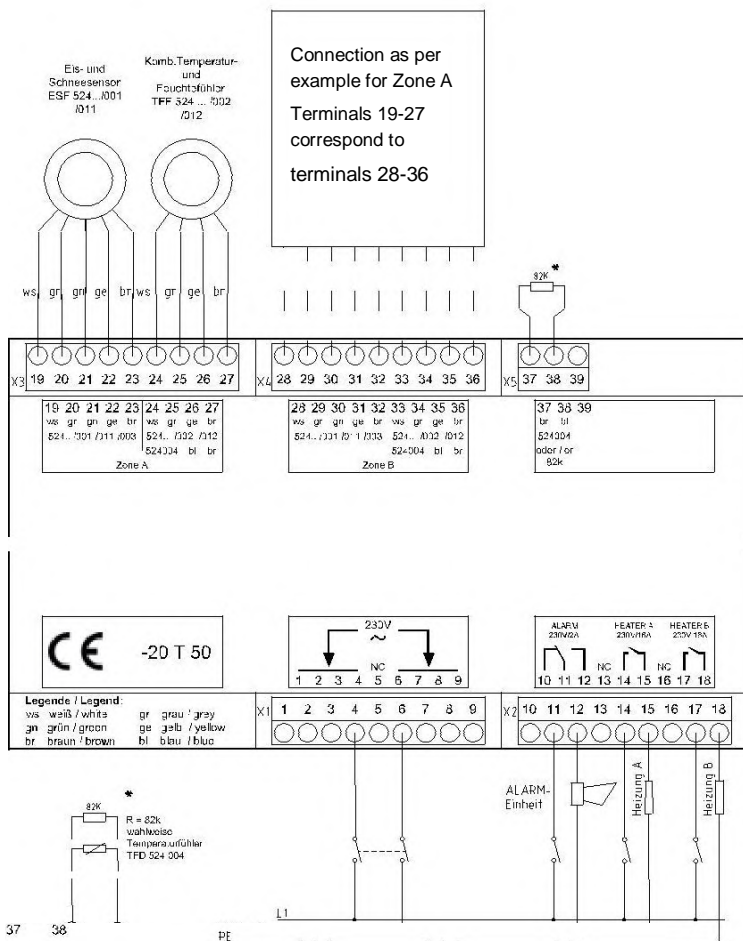 Eis- und
Schneesensor
ESF 524.../001
/011
Komb.Temperatur-
und
Feuchtefühler
TFF 524 ... /002
/012
Connection as per
example for Zone A
Terminals 19-27
correspond to
terminals 28-36
82K *
ws gr gn ge br ws gr ge br
X3 19 20 21 22 23 24 25 26 27
X4 28 29 30 31 32 33 34 35 36
X5 37 38 39
19 20 21 22 23 24 25 26 27
ws gr gn ge br ws gr ge br
524.. /001 /011 /003 524.. /002 /012
524004 bl br
Zone A
28 29 30 31 32 33 34 35 36
ws gr gn ge br ws gr ge br
524.. /001 /011 /003 524.. /002 /012
524004 bl br
Zone B
37 38 39
br bl
524004
oder / or
82k
CE -20 T 50
230V
~
1 2 3 4 5 6 7 8 9
NC
ALARM
230V/2A
HEATER A
230V/16A
HEATER B
230V/16A
10 11 12 13 14 15 16 17 18
NC NC
Legende / Legend:
ws weiß / white gr grau / grey
gn grün / green ge gelb / yellow
br braun / brown bl blau / blue
X1 1 2 3 4 5 6 7 8 9
X2 10 11 12 13 14 15 16 17 18
ALARM-
Einheit
Heizung A
Heizung B
82K *
R = 82k
wahlweise
Temperaturfühler
TFD 524 004
37 38
L1
PE